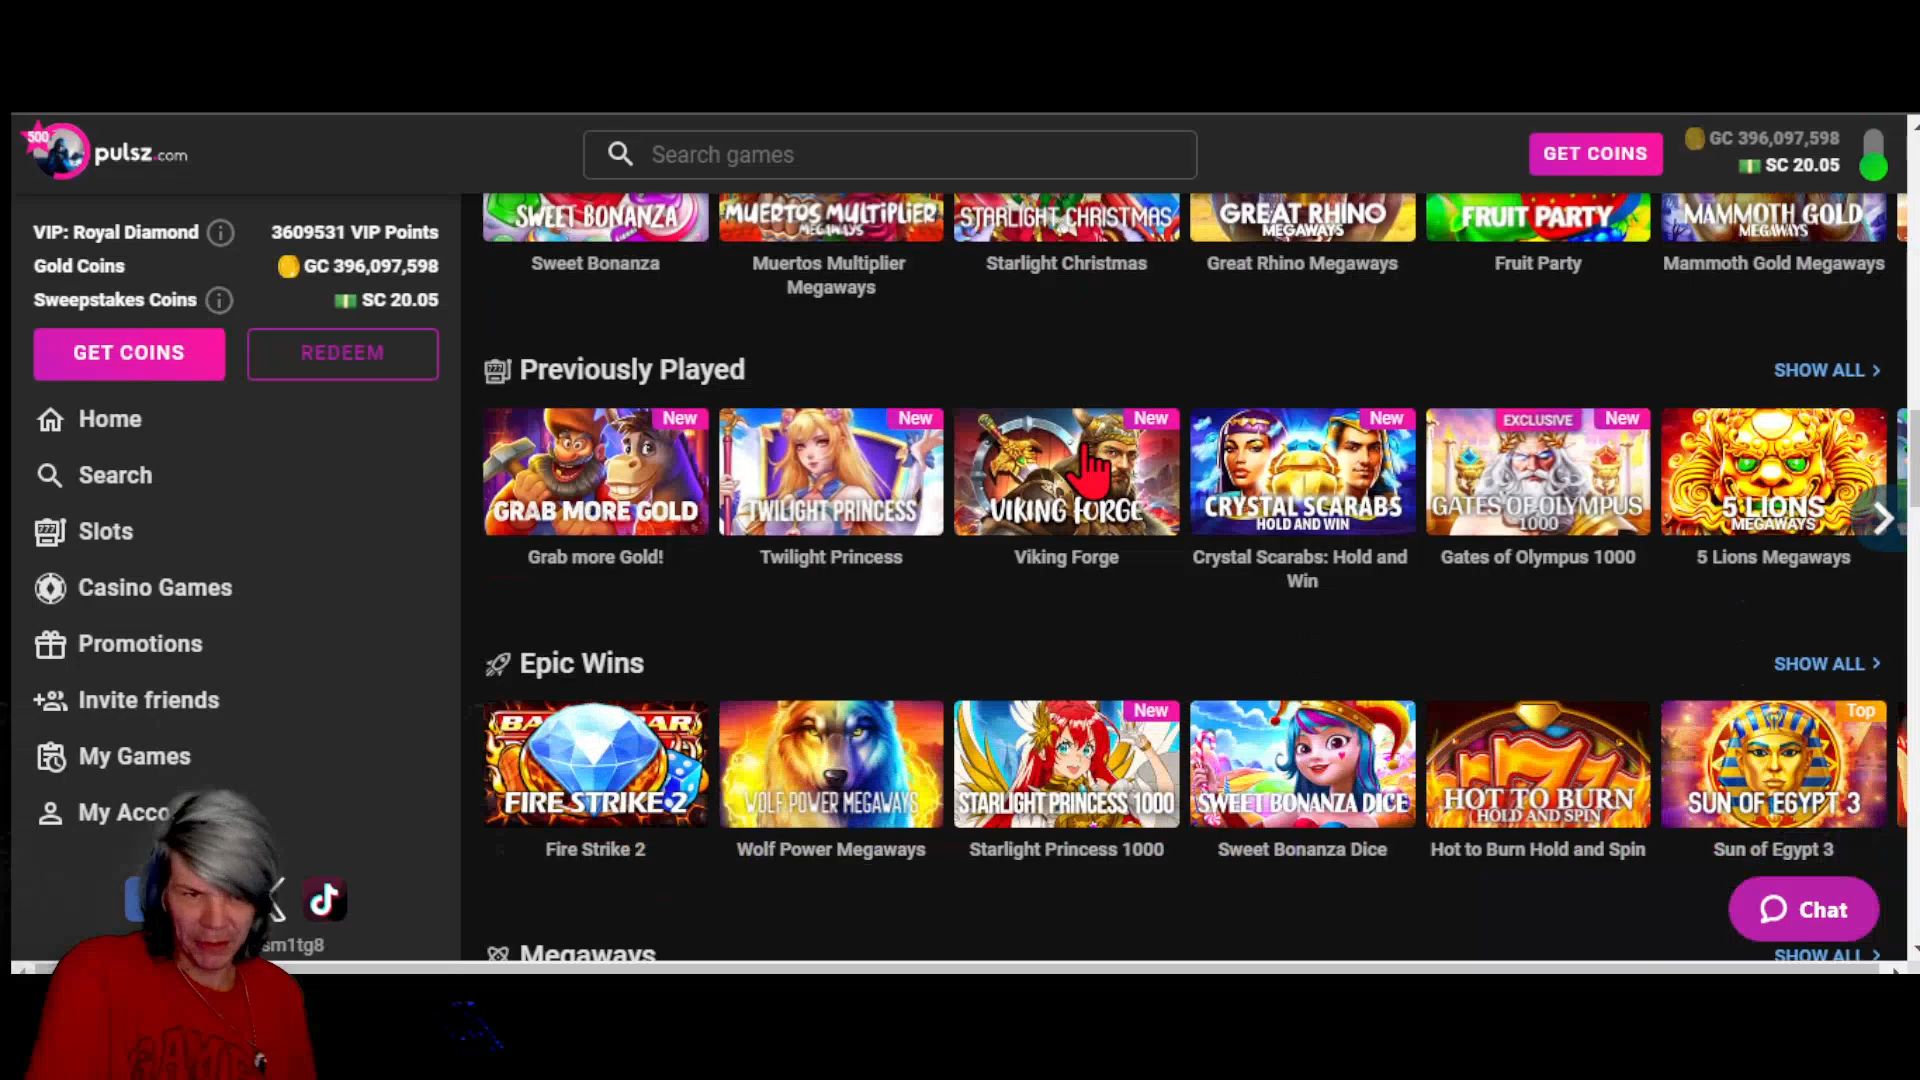 500
pulsz.com
Search games
GET COINS
GC 396,097,598
SC 20.05
VIP: Royal Diamond
3609531 VIP Points
Gold Coins
GC 396,097,598
Sweepstakes Coins
SC 20.05
GET COINS
REDEEM
Home
Search
Slots
Casino Games
Promotions
Invite friends
My Games
My Acco
sm1tg8
SWEET BONANZA
MUERTOS MULTIPLIER
MEGAWAYS
STARLIGHT CHRISTMAS
GREAT RHINO
MEGAWAYS
FRUIT PARTY
MAMMOTH GOLD
MEGAWAYS
Sweet Bonanza
Muertos Multiplier
Megaways
Starlight Christmas
Great Rhino Megaways
Fruit Party
Mammoth Gold Megaways
Previously Played
SHOW ALL
New
GRAB MORE GOLD
New
TWILIGHT PRINCESS
New
VIKING FORGE
New
CRYSTAL SCARABS
HOLD AND WIN
EXCLUSIVE
New
GATES OF OLYMPUS
1000
5 LIONS
MEGAWAYS
Grab more Gold!
Twilight Princess
Viking Forge
Crystal Scarabs: Hold and
Win
Gates of Olympus 1000
5 Lions Megaways
Epic Wins
SHOW ALL
FIRE STRIKE 2
WOLF POWER MEGAWAYS
New
STARLIGHT PRINCESS 1000
SWEET BONANZA DICE
HOT TO BURN
HOLD AND SPIN
Top
SUN OF EGYPT 3
Fire Strike 2
Wolf Power Megaways
Starlight Princess 1000
Sweet Bonanza Dice
Hot to Burn Hold and Spin
Sun of Egypt 3
Chat
Megaways
SHOW ALL
GAME